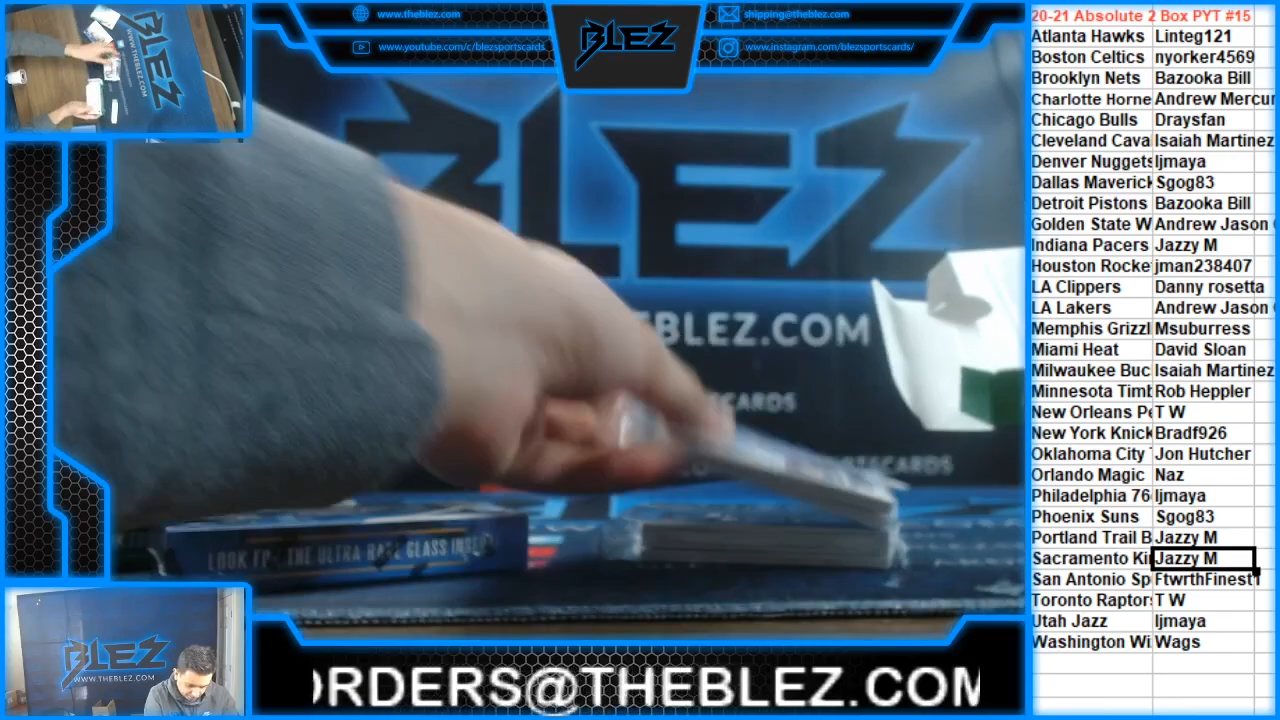 www.theblez.com
www.youtube.com/c/blezsportscards
BLEZ
shipping@theblez.com
www.instagram.com/blezsportscards/
BLEZ
WWW.THEBLEZ.COM
BLEZ
BLEZ.COM
CARDS
SPORTSCARDS
LOOK FOR THE ULTRA RARE GLASS
BLEZ
WWW.THEBLEZ.COM
ORDERS@THEBLEZ.COM
20-21 Absolute 2 Box PYT #15
Atlanta Hawks Linteg121
Boston Celtics nyorker4569
Brooklyn Nets Bazooka Bill
Charlotte Horne Andrew Mercur
Chicago Bulls Draysfan
Cleveland Cava Isaiah Martinez
Denver Nuggets ljmaya
Dallas Maverick Sgog83
Detroit Pistons Bazooka Bill
Golden State W Andrew Jason
Indiana Pacers Jazzy M
Houston Rocke jman238407
LA Clippers Danny rosetta
LA Lakers Andrew Jason
Memphis Grizzl Msuburress
Miami Heat David Sloan
Milwaukee Buc Isaiah Martinez
Minnesota Timb Rob Heppler
New Orleans Pe T W
New York Knick Bradf926
Oklahoma City Jon Hutcher
Orlando Magic Naz
Philadelphia 76 ljmaya
Phoenix Suns Sgog83
Portland Trail B Jazzy M
Sacramento Ki Jazzy M
San Antonio Sp FtwrthFinest1
Toronto Raptor T W
Utah Jazz ljmaya
Washington Wi Wags